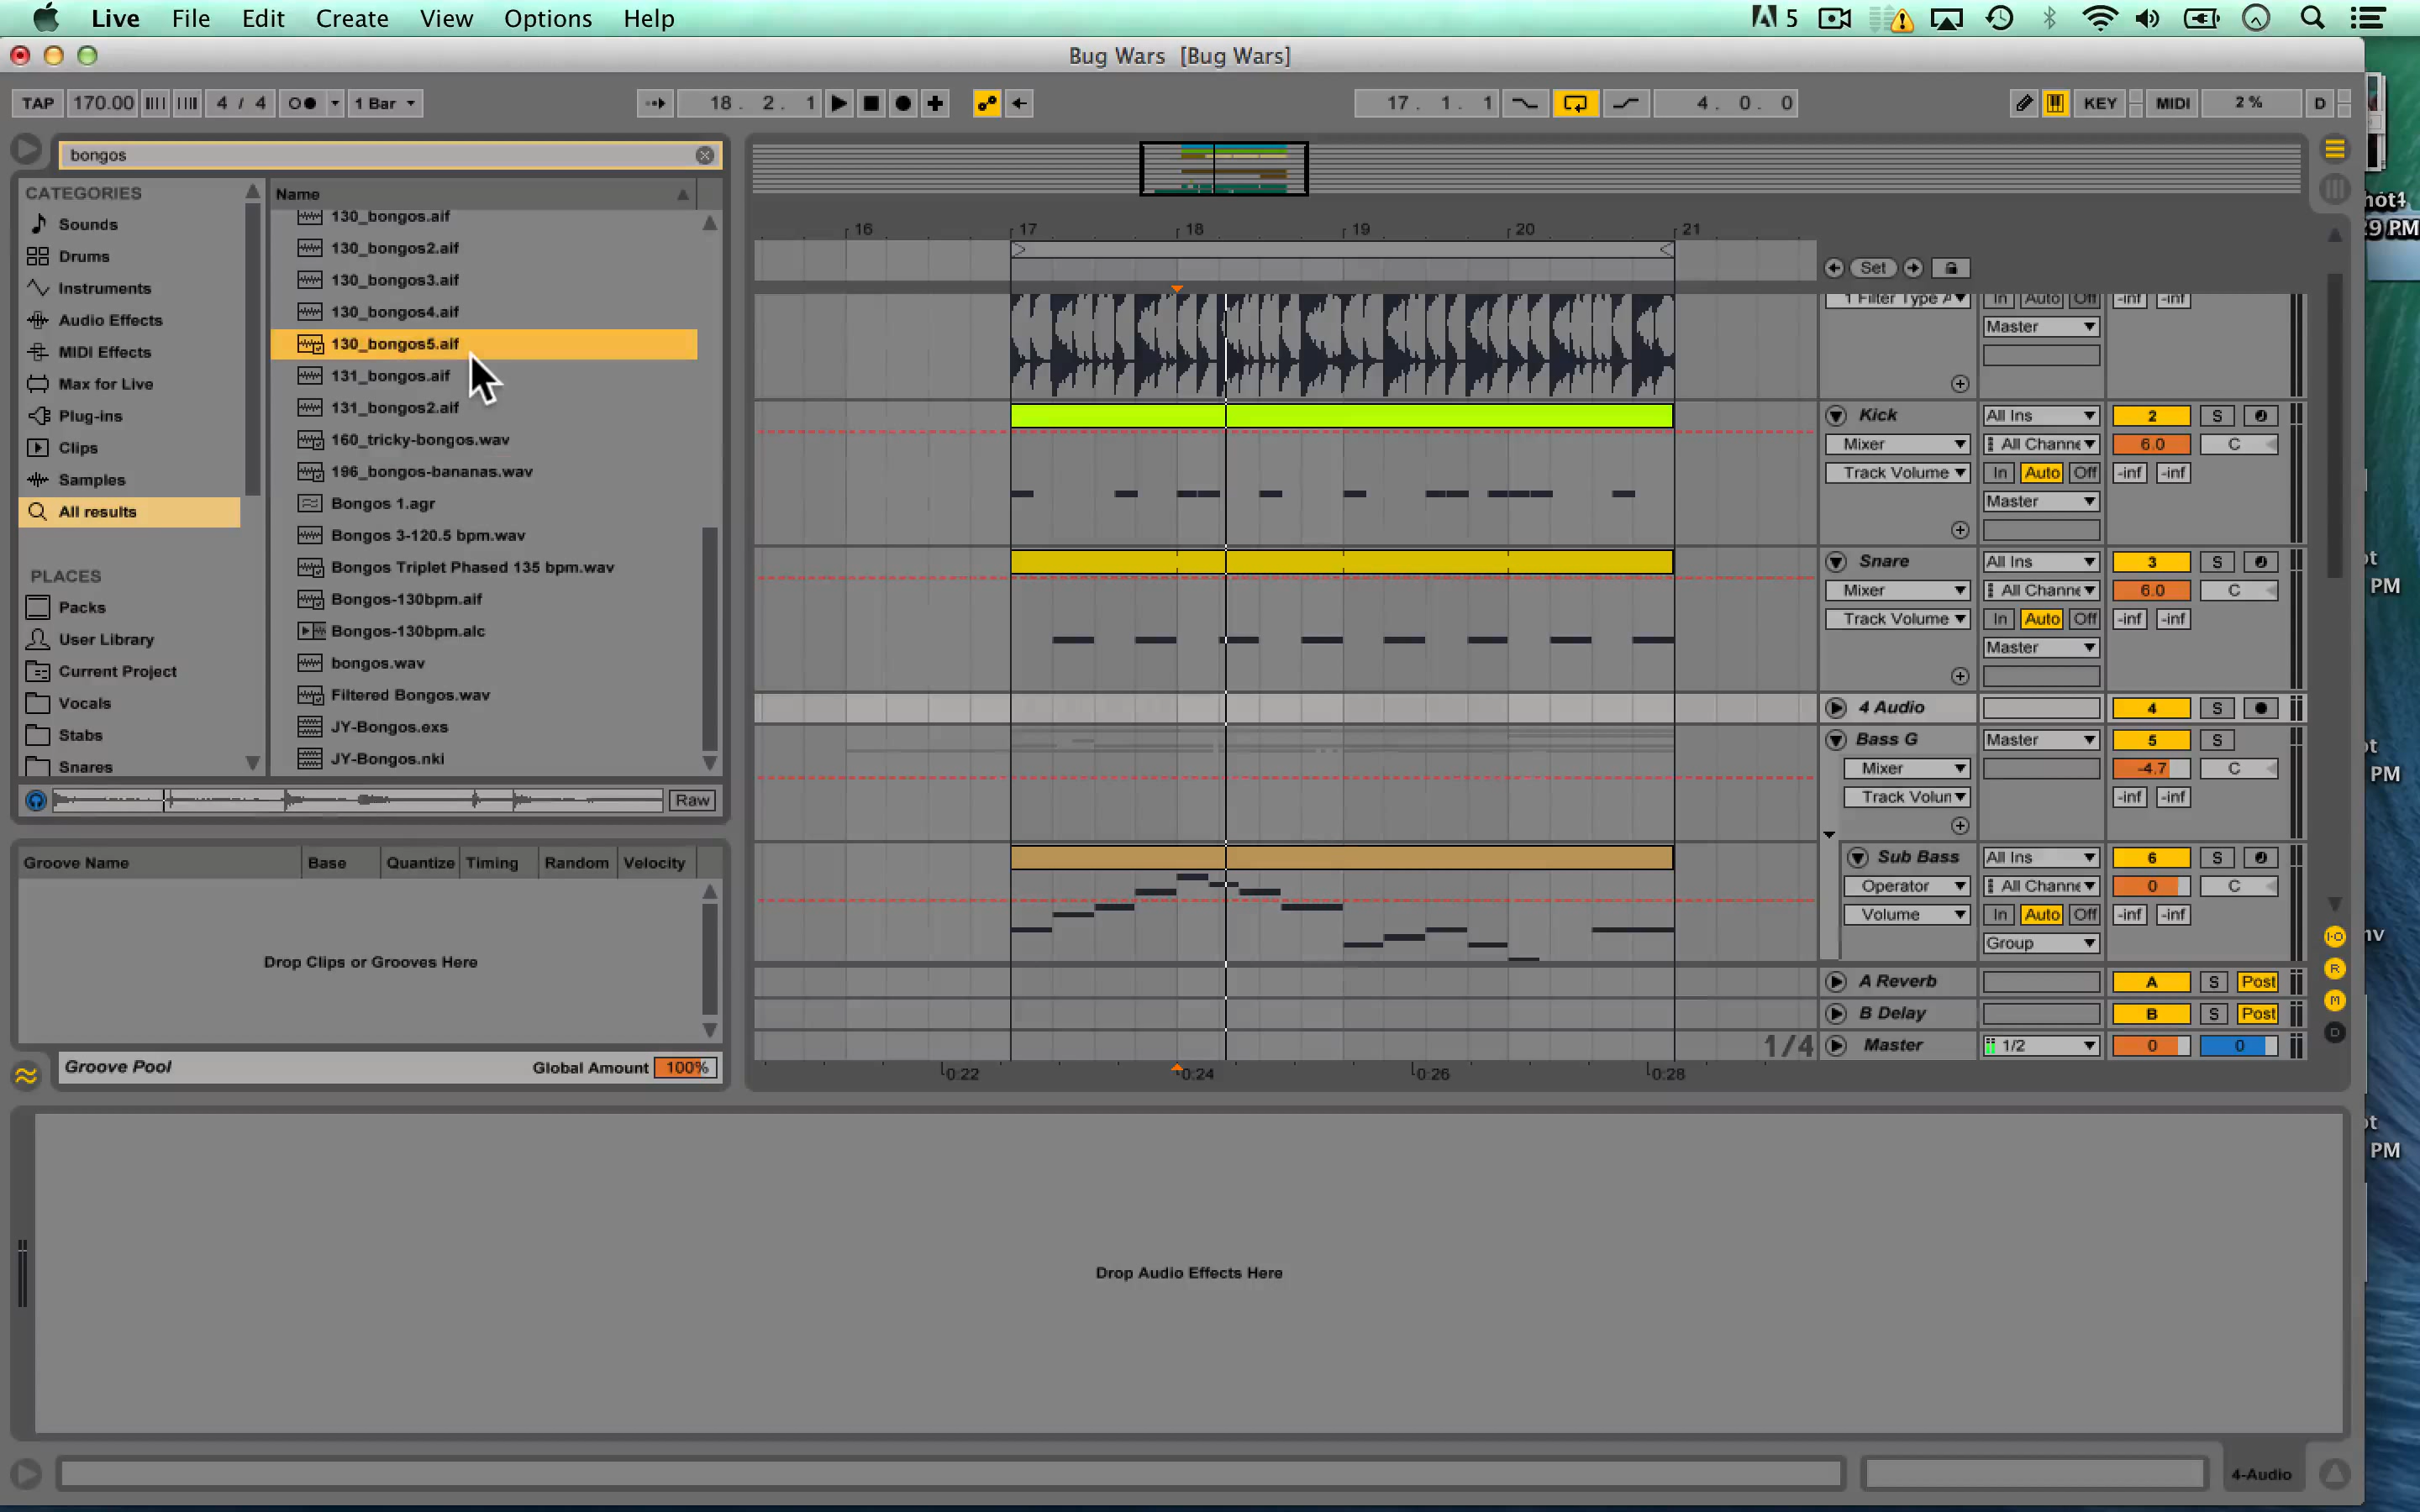 Live File Edit Create View Options Help 5
Bug Wars [Bug Wars]
TAP 170.00 4 / 4 1 Bar 18. 2. 1 17. 1. 1 4. 0. 0 KEY MIDI 2 % D
bongos
CATEGORIES
Sounds
Drums
Instruments
Audio Effects
MIDI Effects
Max for Live
Plug-ins
Clips
Samples
All results
PLACES
Packs
User Library
Current Project
Vocals
Stabs
Snares
Name
130_bongos.aif
130_bongos2.aif
130_bongos3.aif
130_bongos4.aif
130_bongos5.aif
131_bongos.aif
131_bongos2.aif
160_tricky-bongos.wav
196_bongos-bananas.wav
Bongos 1.agr
Bongos 3-120.5 bpm.wav
Bongos Triplet Phased 135 bpm.wav
Bongos-130bpm.aif
Bongos-130bpm.alc
bongos.wav
Filtered Bongos.wav
JY-Bongos.exs
JY-Bongos.nki
Raw
Groove Name Base Quantize Timing Random Velocity
Drop Clips or Grooves Here
Groove Pool Global Amount 100%
16 17 18 19 20 21
Set
1 Filter Type In Auto Off -inf -inf
Master
Kick All Ins 2 S
Mixer All Channe 6.0 C
Track Volume In Auto Off -inf -inf
Master
Snare All Ins 3 S
Mixer All Channe 6.0 C
Track Volume In Auto Off -inf -inf
Master
4 Audio 4 S
Bass G Master 5 S
Mixer -4.7 C
Track Volun -inf -inf
Sub Bass All Ins 6 S
Operator All Channe 0 C
Volume In Auto Off -inf -inf
Group
A Reverb A S Post
B Delay B S Post
1/4 Master 1/2 0 0
0:22 0:24 0:26 0:28
I·O
R
M
D
Drop Audio Effects Here
4-Audio
hot4
29 PM
ot
PM
ot
PM
ot
PM